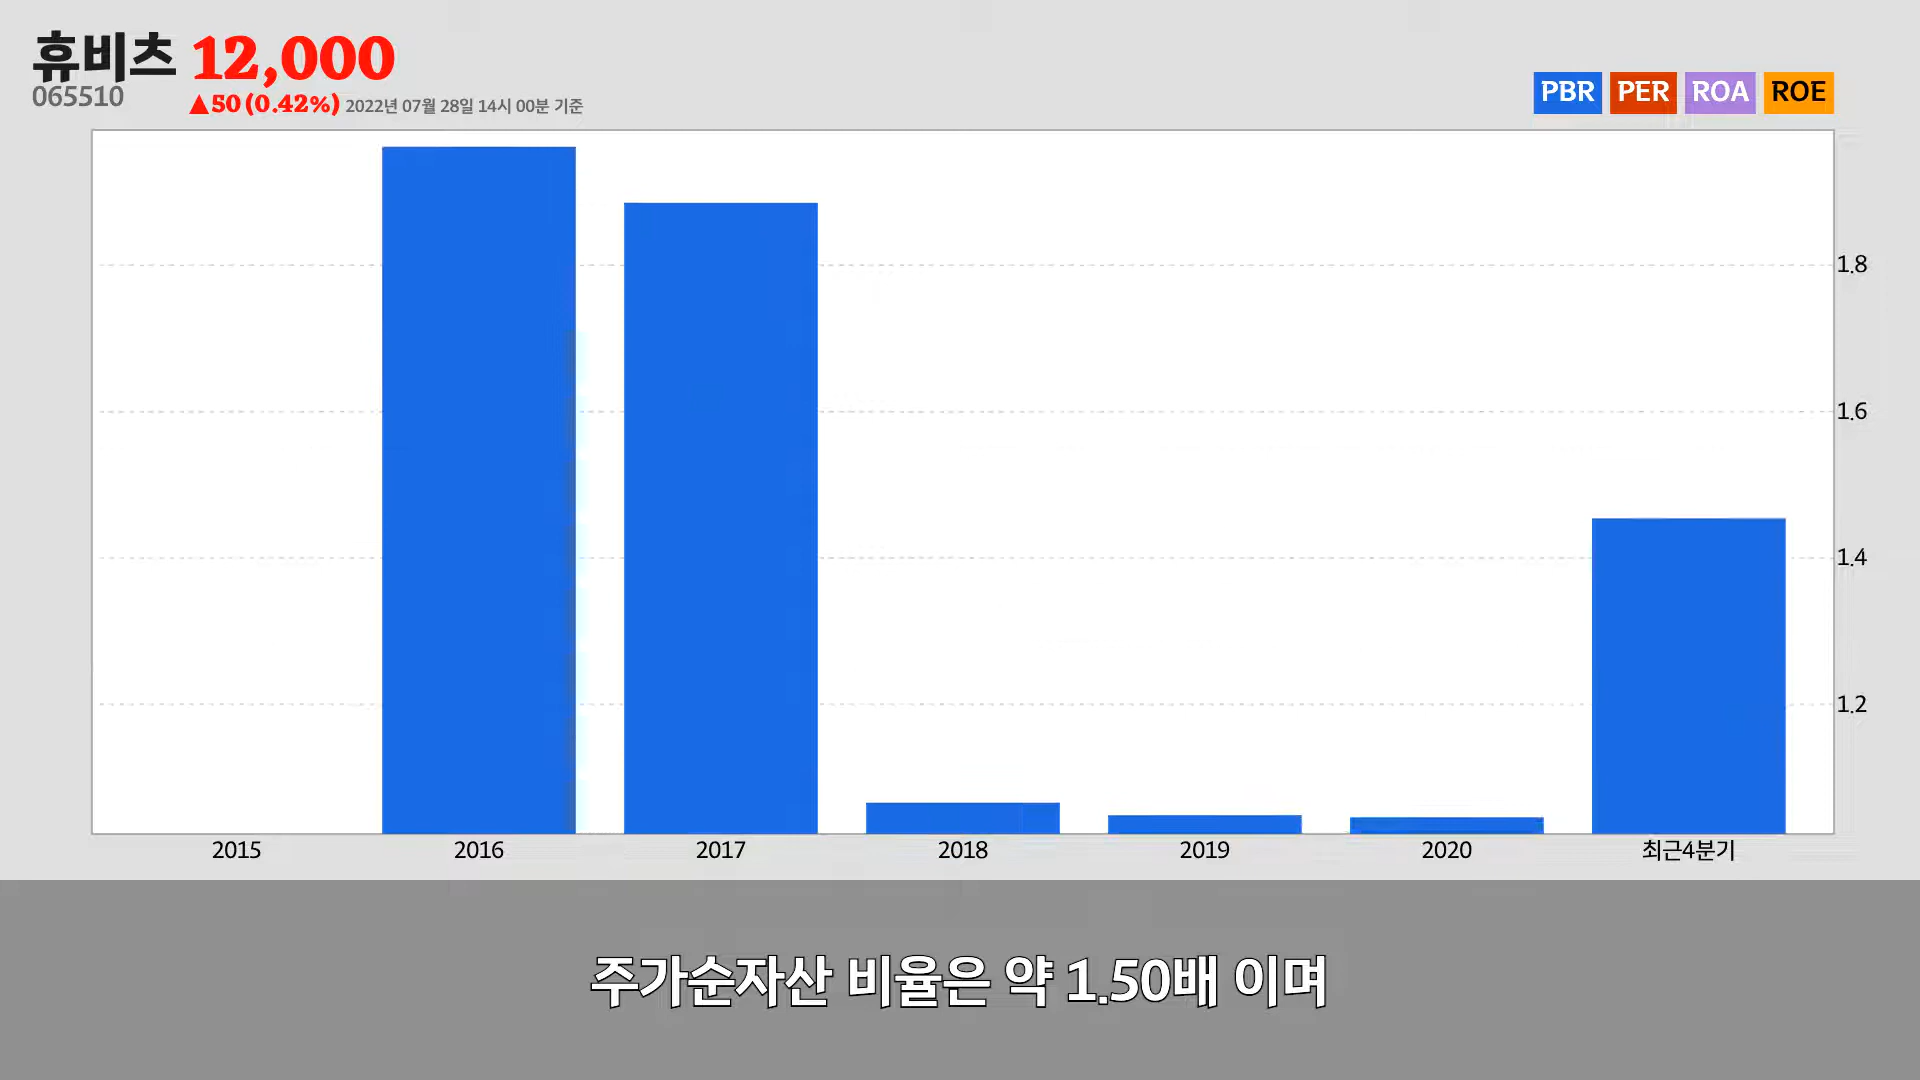 휴비츠 12,000
065510
▲50 (0.42%) 2022년 07월 28일 14시 00분 기준
PBR PER ROA ROE
1.8
1.6
1.4
1.2
2015 2016 2017 2018 2019 2020 최근4분기
주가순자산 비율은 약 1.50배 이며